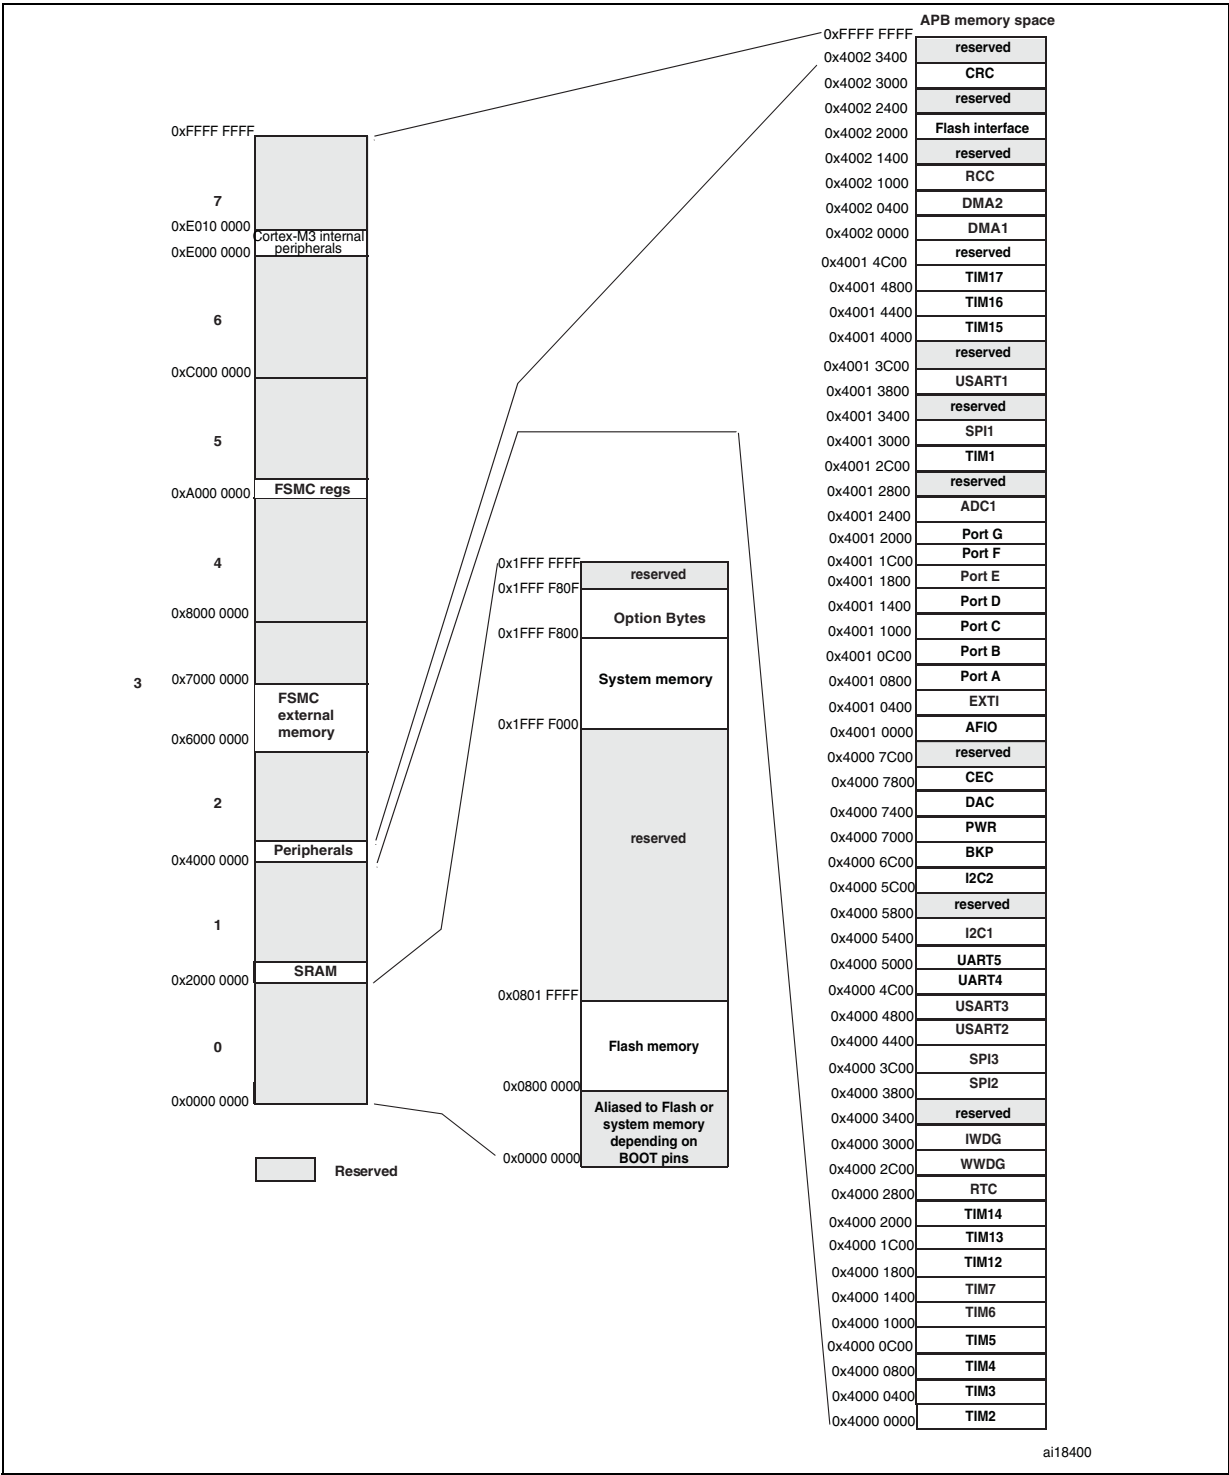 APB memory space
0xFFFF FFFF
reserved
0x4002 3400
CRC
0x4002 3000
reserved
0x4002 2400
Flash interface
0x4002 2000
reserved
0x4002 1400
RCC
0x4002 1000
DMA2
0x4002 0400
DMA1
0x4002 0000
reserved
0x4001 4C00
TIM17
0x4001 4800
TIM16
0x4001 4400
TIM15
0x4001 4000
reserved
0x4001 3C00
USART1
0x4001 3800
reserved
0x4001 3400
SPI1
0x4001 3000
TIM1
0x4001 2C00
reserved
0x4001 2800
ADC1
0x4001 2400
Port G
0x4001 2000
Port F
0x4001 1C00
Port E
0x4001 1800
Port D
0x4001 1400
Port C
0x4001 1000
Port B
0x4001 0C00
Port A
0x4001 0800
EXTI
0x4001 0400
AFIO
0x4001 0000
reserved
0x4000 7C00
CEC
0x4000 7800
DAC
0x4000 7400
PWR
0x4000 7000
BKP
0x4000 6C00
I2C2
0x4000 5C00
reserved
0x4000 5800
I2C1
0x4000 5400
UART5
0x4000 5000
UART4
0x4000 4C00
USART3
0x4000 4800
USART2
0x4000 4400
SPI3
0x4000 3C00
SPI2
0x4000 3800
reserved
0x4000 3400
IWDG
0x4000 3000
WWDG
0x4000 2C00
RTC
0x4000 2800
TIM14
0x4000 2000
TIM13
0x4000 1C00
TIM12
0x4000 1800
TIM7
0x4000 1400
TIM6
0x4000 1000
TIM5
0x4000 0C00
TIM4
0x4000 0800
TIM3
0x4000 0400
TIM2
0x4000 0000
0xFFFF FFFF
7
0xE010 0000
Cortex-M3 internal
peripherals
0xE000 0000
6
0xC000 0000
5
FSMC regs
0xA000 0000
4
0x8000 0000
3
0x7000 0000
FSMC
external
memory
0x6000 0000
2
Peripherals
0x4000 0000
1
SRAM
0x2000 0000
0
0x0000 0000
Reserved
0x1FFF FFFF
reserved
0x1FFF F80F
Option Bytes
0x1FFF F800
System memory
0x1FFF F000
reserved
0x0801 FFFF
Flash memory
0x0800 0000
Aliased to Flash or
system memory
depending on
BOOT pins
0x0000 0000
ai18400